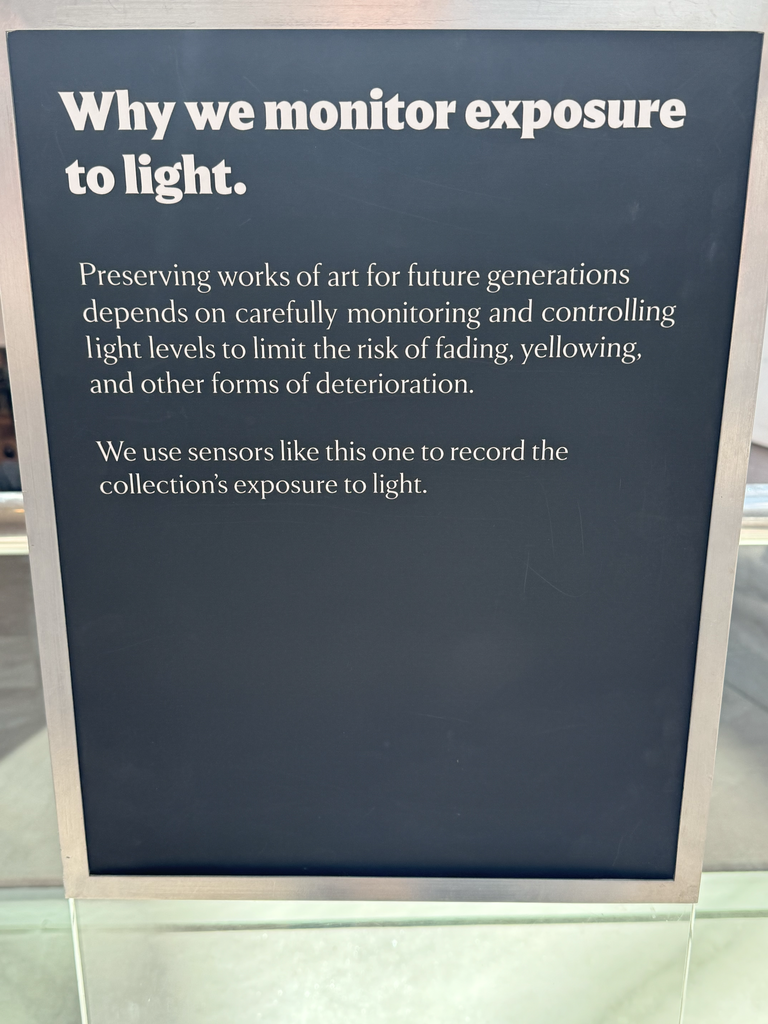 Why we monitor exposure
to light.
Preserving works of art for future generations
depends on carefully monitoring and controlling
light levels to limit the risk of fading, yellowing,
and other forms of deterioration.
We use sensors like this one to record the
collection’s exposure to light.